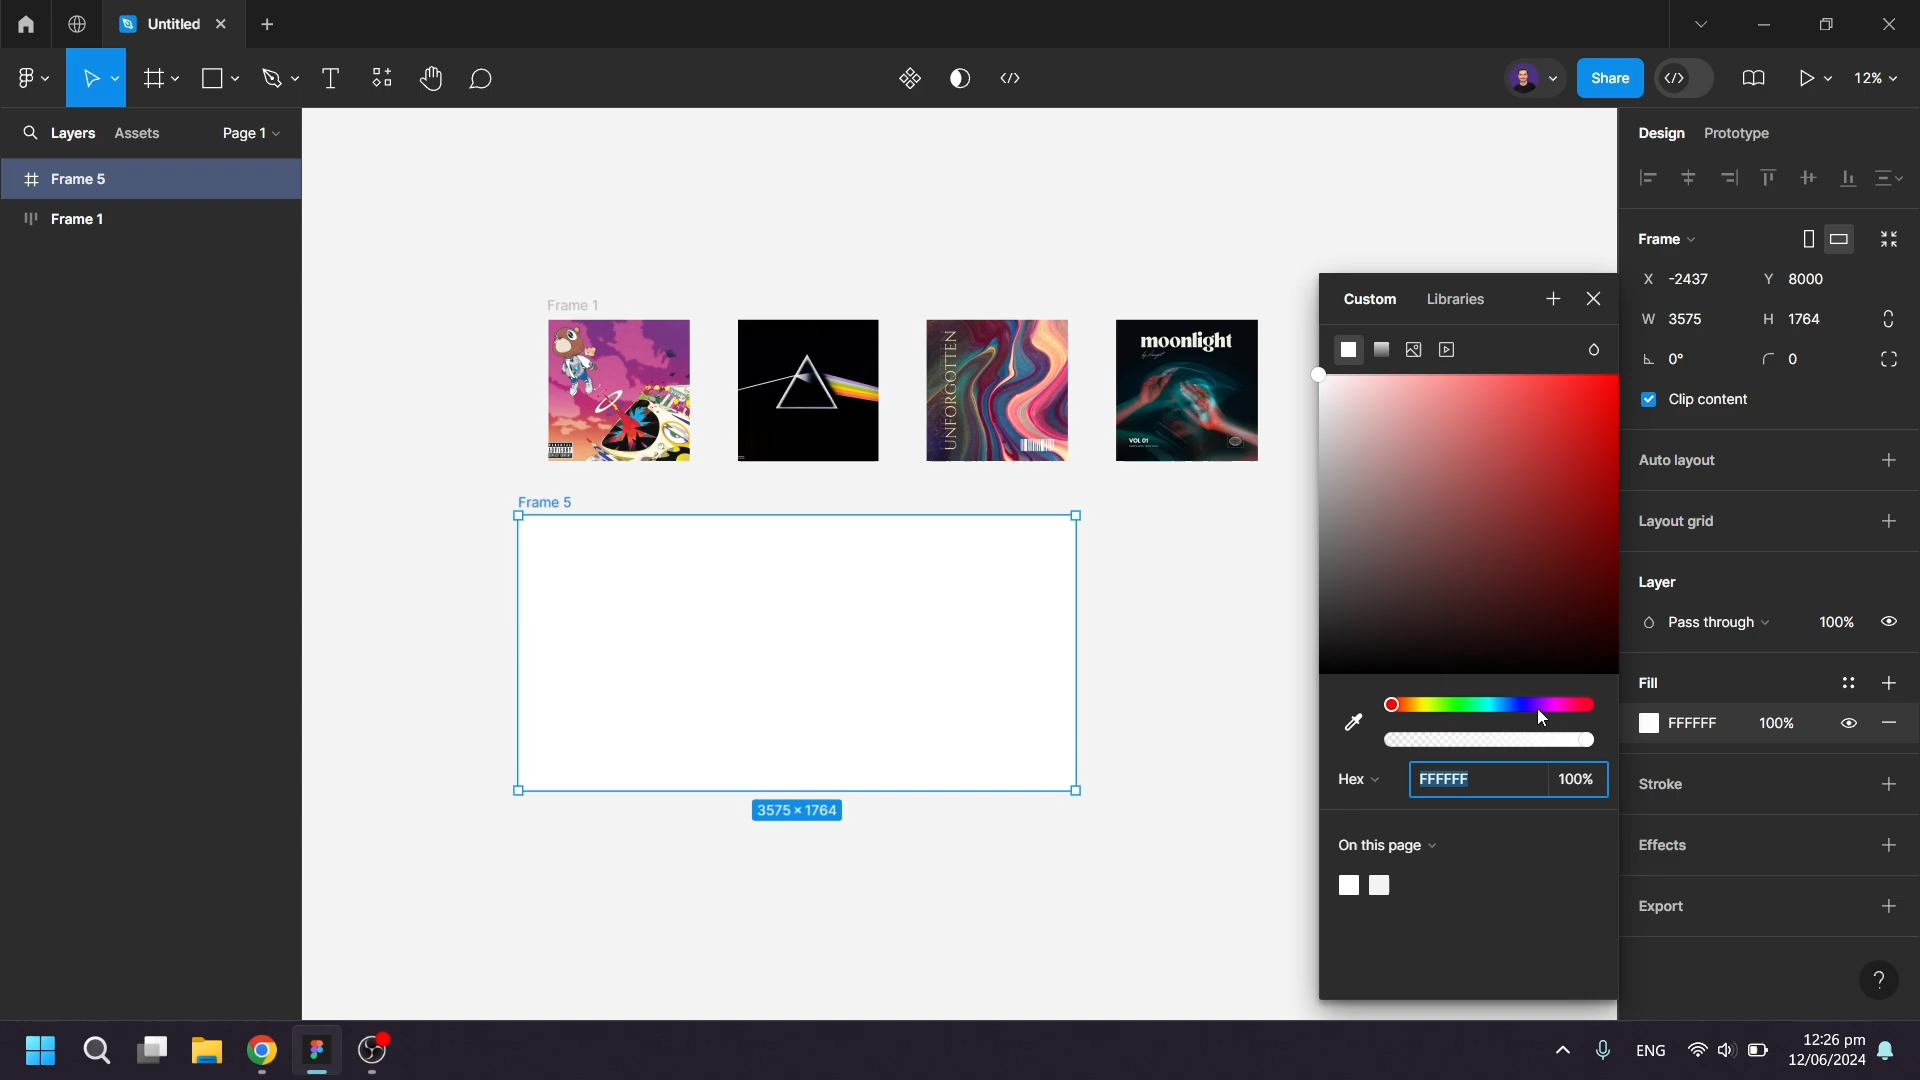 Untitled
Share
12%
Layers
Assets
Page 1
Frame 5
Frame 1
Frame 1
UNFORGOTTEN
moonlight
VOL 01
Frame 5
3575 × 1764
Custom
Libraries
Hex
FFFFFF
100%
On this page
Design
Prototype
Frame
X -2437
Y 8000
W 3575
H 1764
0°
0
Clip content
Auto layout
Layout grid
Layer
Pass through
100%
Fill
FFFFFF
100%
Stroke
Effects
Export
?
ENG
12:26 pm
12/06/2024